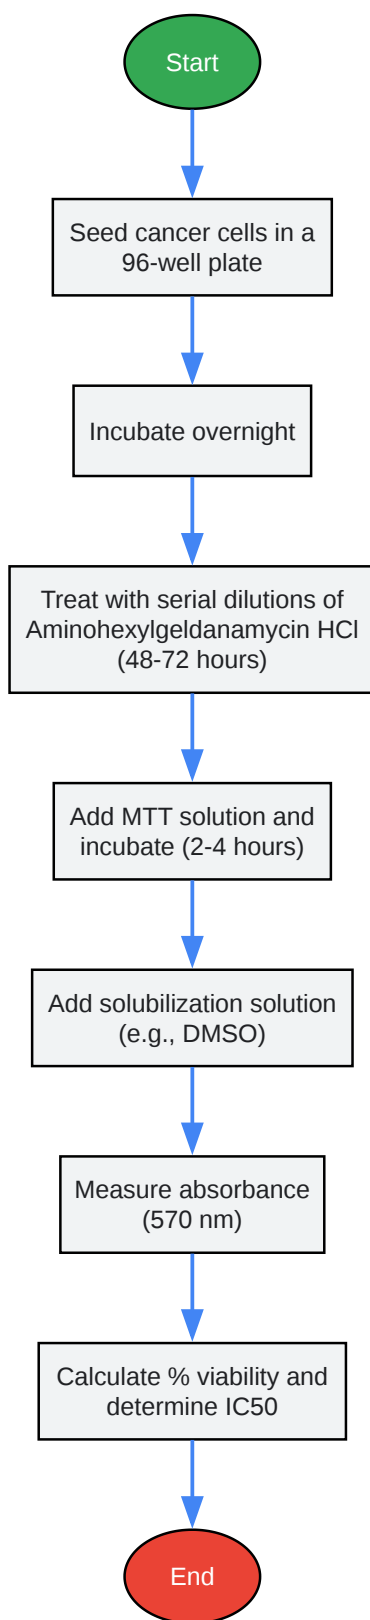 Start
Seed cancer cells in a
96-well plate
Incubate overnight
Treat with serial dilutions of
Aminohexylgeldanamycin HCl
(48-72 hours)
Add MTT solution and
incubate (2-4 hours)
Add solubilization solution
(e.g., DMSO)
Measure absorbance
(570 nm)
Calculate % viability and
determine IC50
End